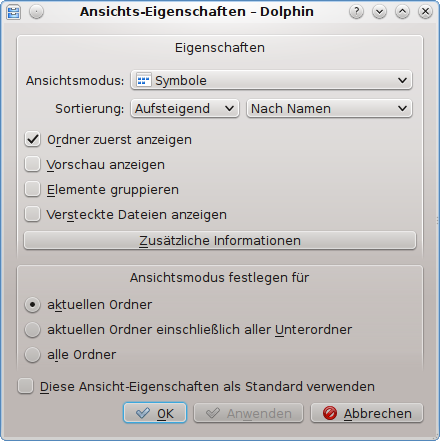 Ansichts-Eigenschaften – Dolphin
Eigenschaften
Ansichtsmodus: Symbole
Sortierung: Aufsteigend Nach Namen
Ordner zuerst anzeigen
Vorschau anzeigen
Elemente gruppieren
Versteckte Dateien anzeigen
Zusätzliche Informationen
Ansichtsmodus festlegen für
aktuellen Ordner
aktuellen Ordner einschließlich aller Unterordner
alle Ordner
Diese Ansicht-Eigenschaften als Standard verwenden
OK Anwenden Abbrechen